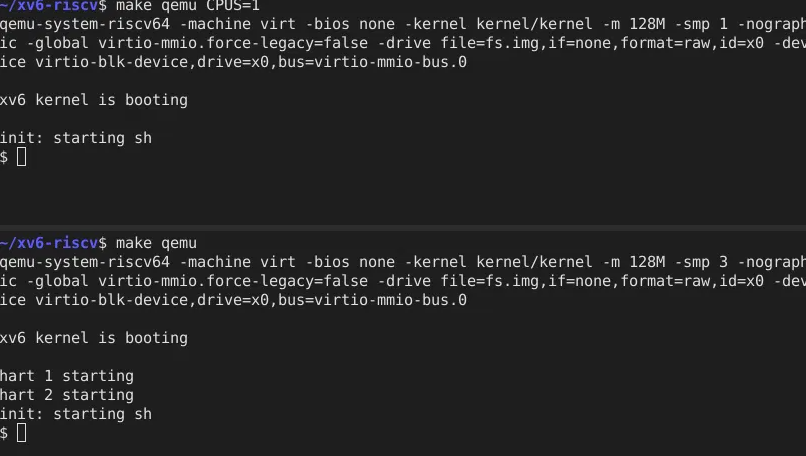 ~/xv6-riscv$ make qemu CPUS=1
qemu-system-riscv64 -machine virt -bios none -kernel kernel/kernel -m 128M -smp 1 -nograph
ic -global virtio-mmio.force-legacy=false -drive file=fs.img,if=none,format=raw,id=x0 -dev
ice virtio-blk-device,drive=x0,bus=virtio-mmio-bus.0
xv6 kernel is booting
init: starting sh
$
~/xv6-riscv$ make qemu
qemu-system-riscv64 -machine virt -bios none -kernel kernel/kernel -m 128M -smp 3 -nograph
ic -global virtio-mmio.force-legacy=false -drive file=fs.img,if=none,format=raw,id=x0 -dev
ice virtio-blk-device,drive=x0,bus=virtio-mmio-bus.0
xv6 kernel is booting
hart 1 starting
hart 2 starting
init: starting sh
$